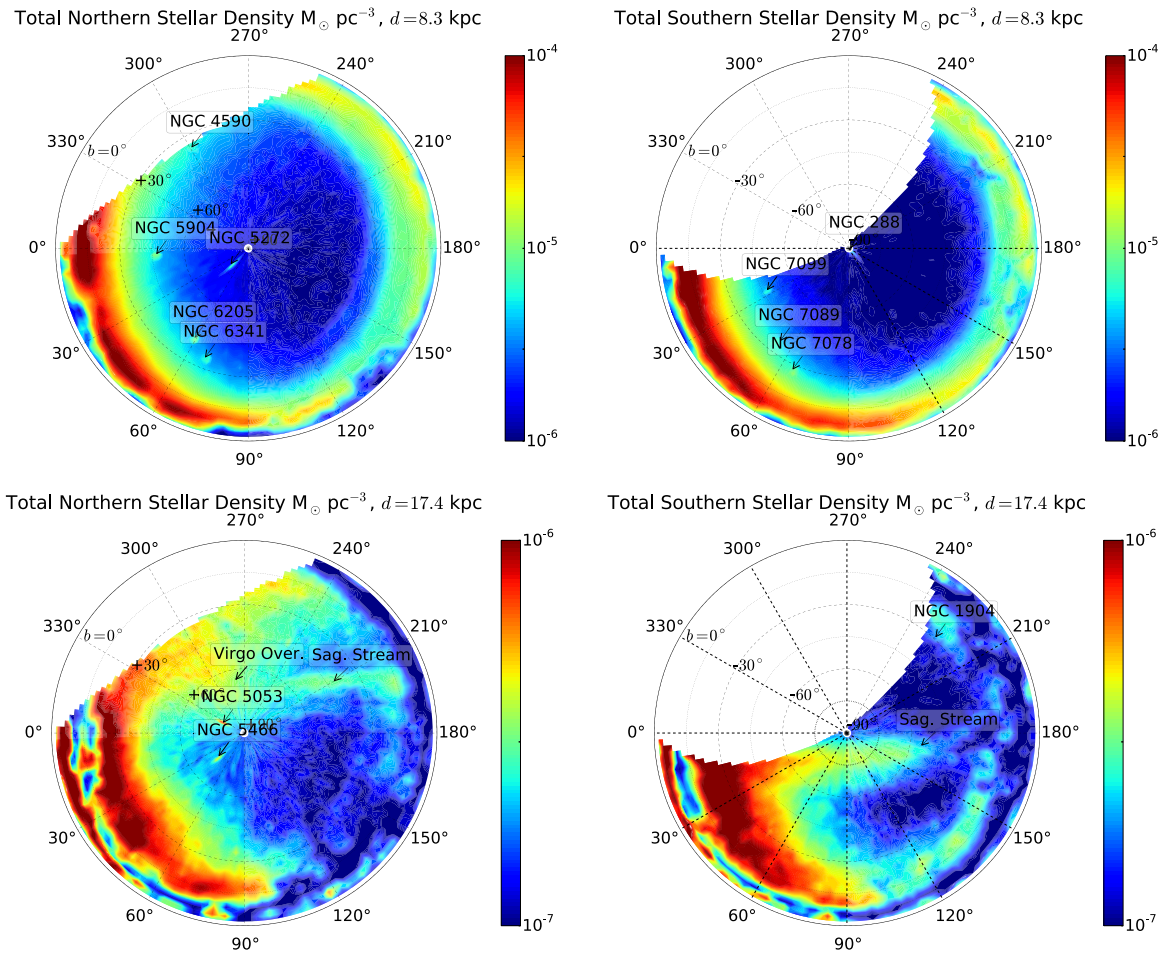 Total Northern Stellar Density M⊙ pc⁻³, d=8.3 kpc
270°
300°
240°
330°
210°
0°
180°
30°
150°
60°
120°
90°
b=0°
+30°
+60°
NGC 4590
NGC 5904
NGC 5272
NGC 6205
NGC 6341
10⁻⁴
10⁻⁵
10⁻⁶
Total Southern Stellar Density M⊙ pc⁻³, d=8.3 kpc
270°
300°
240°
330°
210°
0°
180°
30°
150°
60°
120°
90°
b=0°
-30°
-60°
NGC 288
NGC 7099
NGC 7089
NGC 7078
10⁻⁴
10⁻⁵
10⁻⁶
Total Northern Stellar Density M⊙ pc⁻³, d=17.4 kpc
270°
300°
240°
330°
210°
0°
180°
30°
150°
60°
120°
90°
b=0°
+30°
+60°
Virgo Over.
Sag. Stream
NGC 5053
NGC 5466
10⁻⁶
10⁻⁷
Total Southern Stellar Density M⊙ pc⁻³, d=17.4 kpc
270°
300°
240°
330°
210°
0°
180°
30°
150°
60°
120°
90°
b=0°
-30°
-60°
-90°
NGC 1904
Sag. Stream
10⁻⁶
10⁻⁷